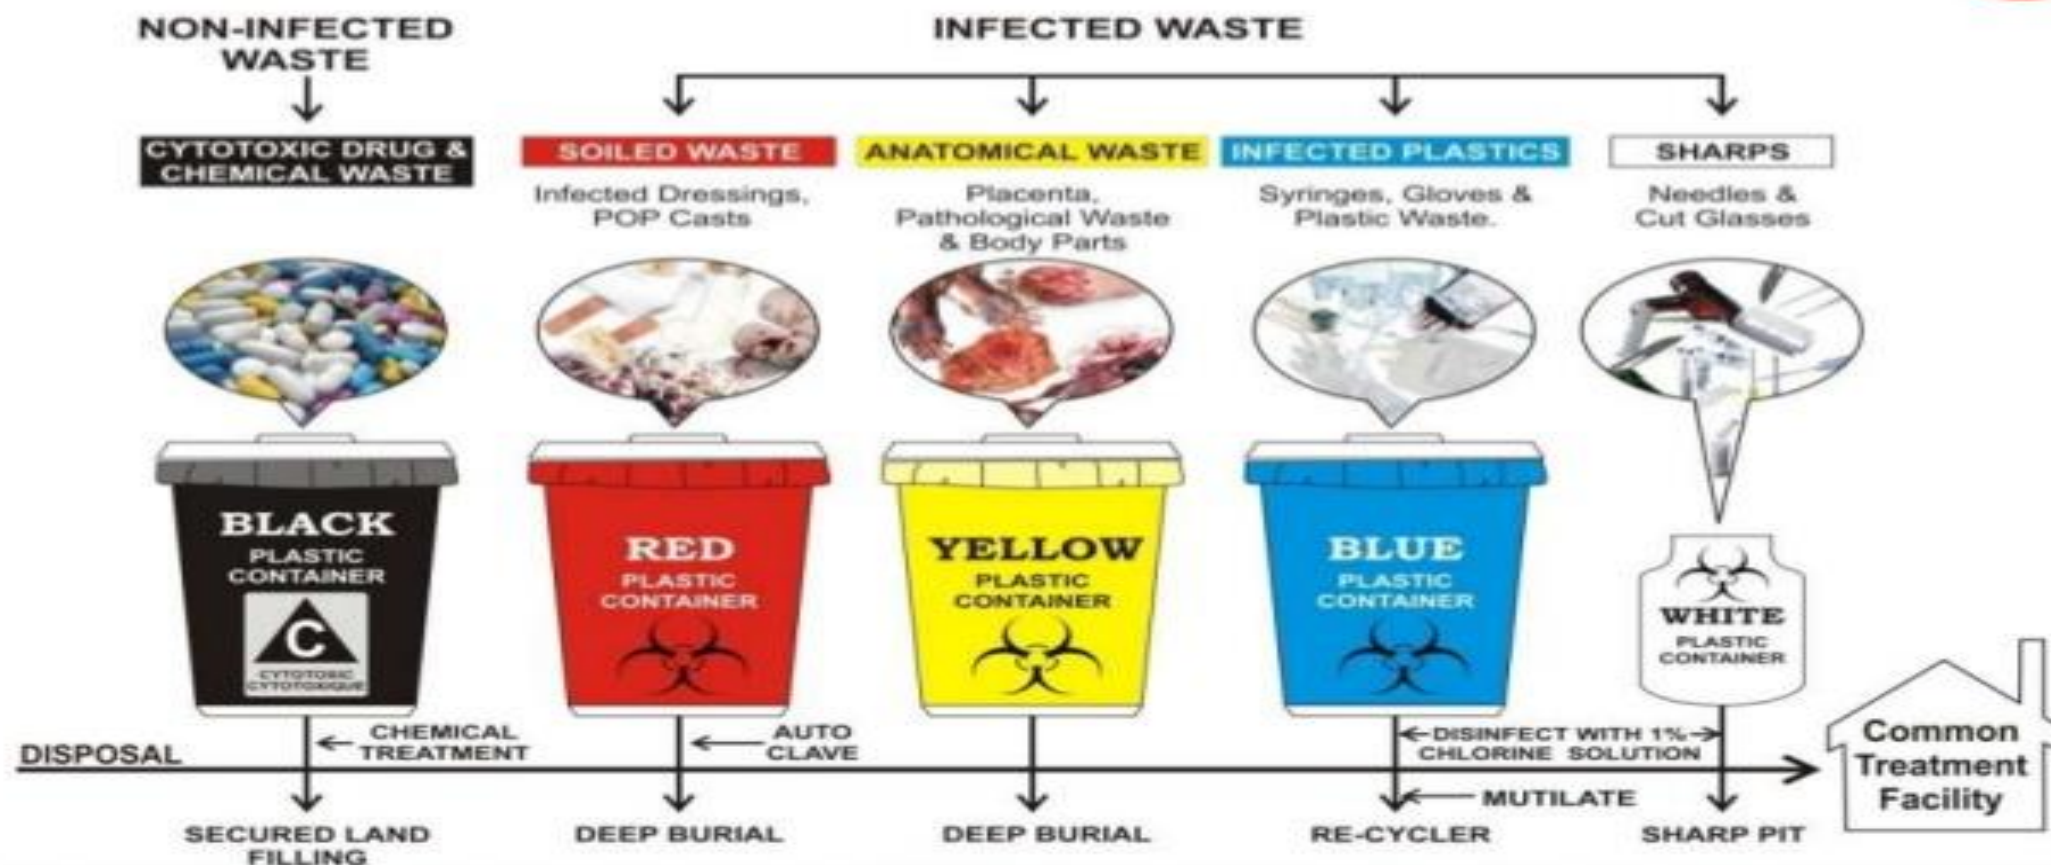 NON-INFECTED
WASTE
INFECTED WASTE
CYTOTOXIC DRUG &
CHEMICAL WASTE
SOILED WASTE
Infected Dressings,
POP Casts
ANATOMICAL WASTE
Placenta,
Pathological Waste
& Body Parts
INFECTED PLASTICS
Syringes, Gloves &
Plastic Waste.
SHARPS
Needles &
Cut Glasses
BLACK
PLASTIC
CONTAINER
C
CYTOTOXIC
CYTOTOXIQUE
RED
PLASTIC
CONTAINER
YELLOW
PLASTIC
CONTAINER
BLUE
PLASTIC
CONTAINER
WHITE
PLASTIC
CONTAINER
DISPOSAL
CHEMICAL
TREATMENT
AUTO
CLAVE
DISINFECT WITH 1%
CHLORINE SOLUTION
MUTILATE
Common
Treatment
Facility
SECURED LAND
FILLING
DEEP BURIAL
DEEP BURIAL
RE-CYCLER
SHARP PIT